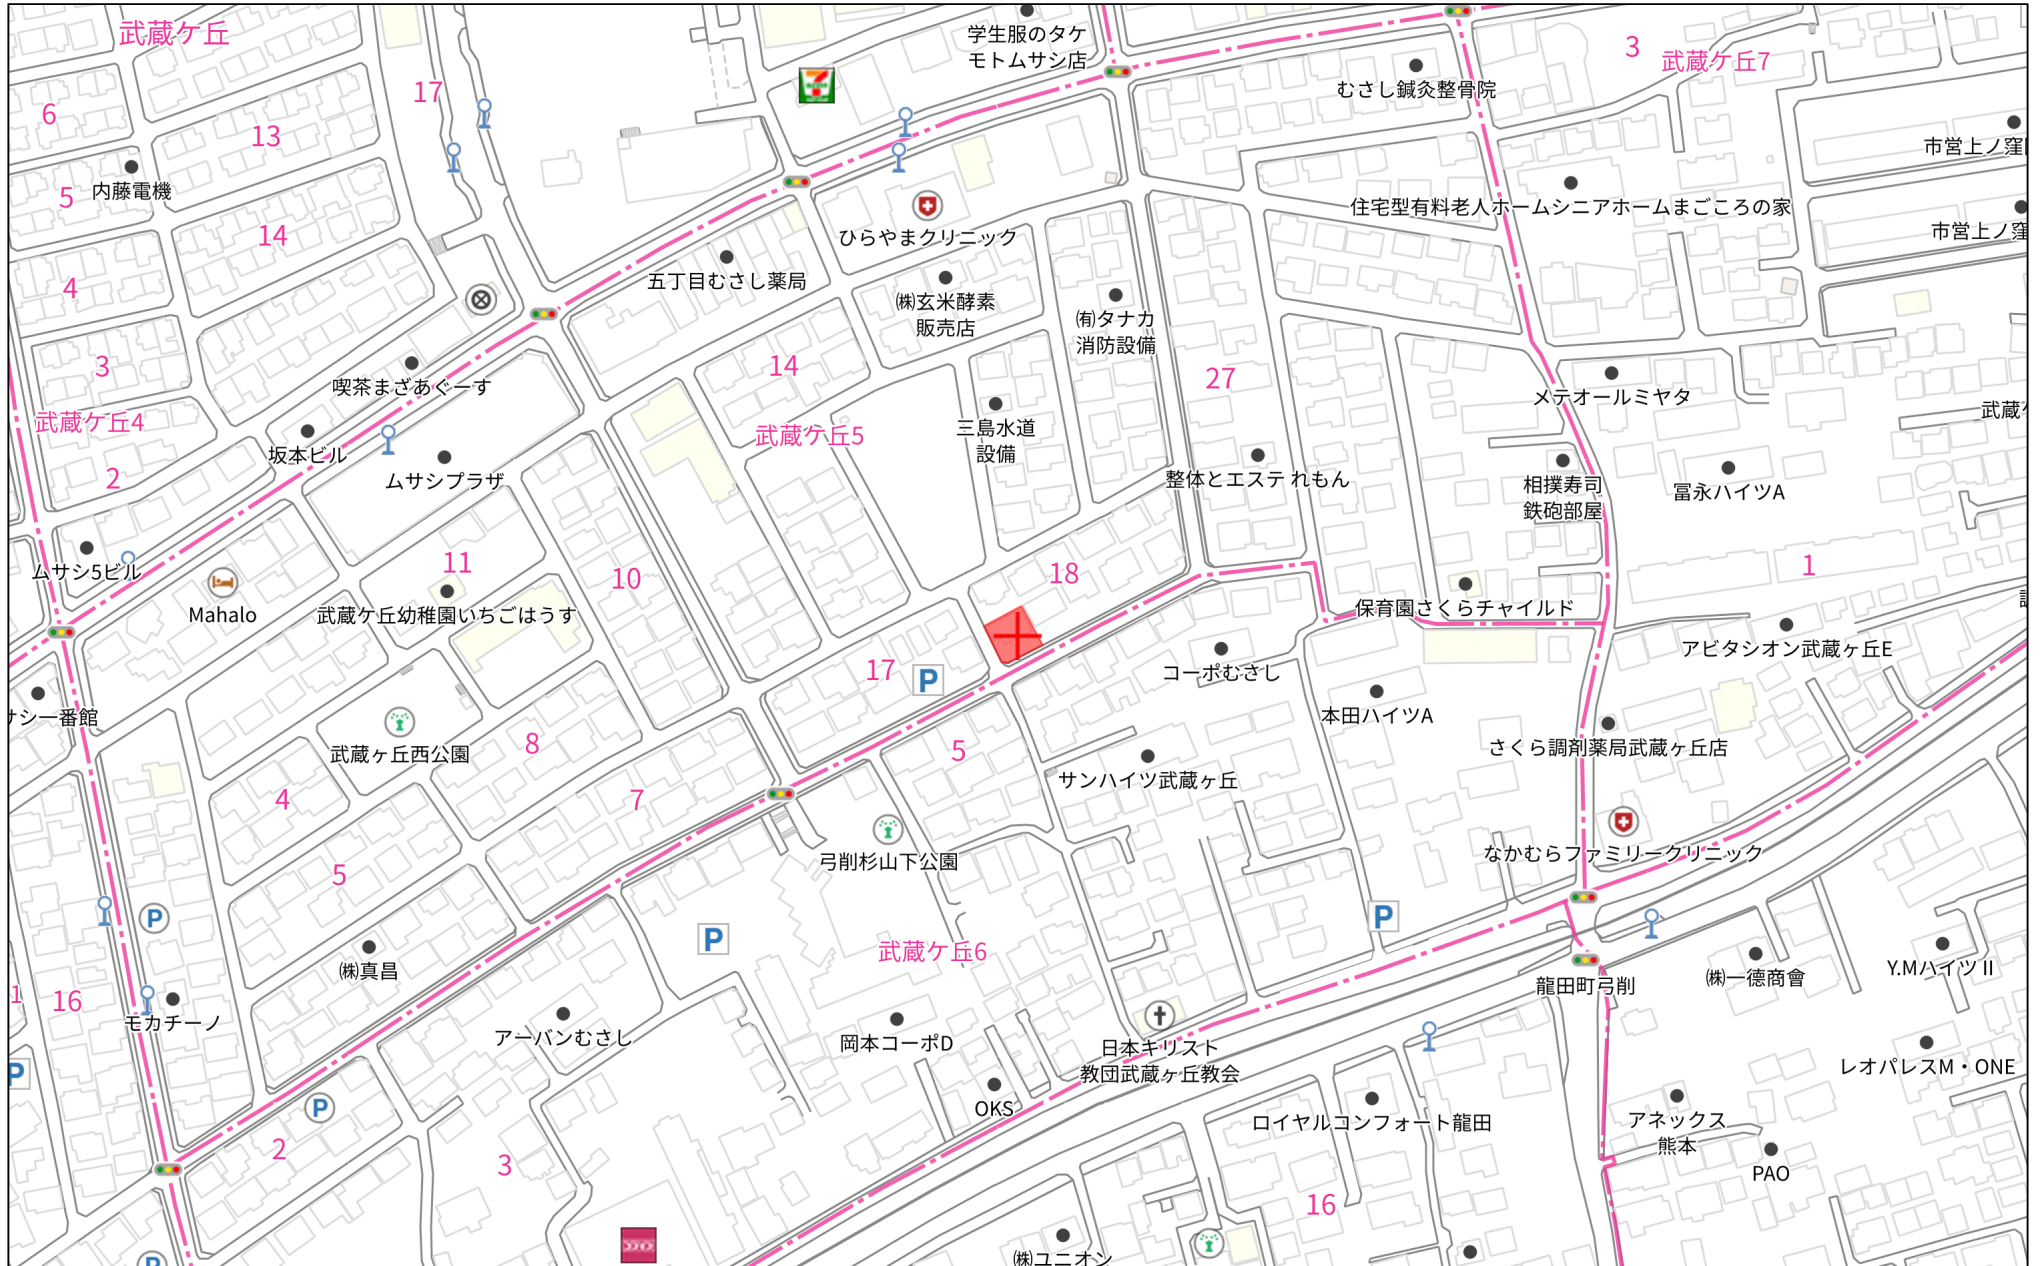 武蔵ケ丘
学生服のタケ
モトムサシ店
3
武蔵ケ丘7
17
むさし鍼灸整骨院
6
13
市営上ノ窪
内藤電機
5
住宅型有料老人ホームシニアホームまごころの家
14
ひらやまクリニック
市営上ノ窪
4
五丁目むさし薬局
㈱玄米酵素
販売店
㈲タナカ
消防設備
3
14
27
喫茶まざあぐーす
メテオールミヤタ
武蔵ケ丘4
武蔵ケ丘5
三島水道
設備
武蔵ケ
坂本ビル
2
ムサシプラザ
整体とエステ れもん
相撲寿司
鉄砲部屋
冨永ハイツA
ムサシ5ビル
11
10
18
1
Mahalo
武蔵ケ丘幼稚園いちごはうす
保育園さくらチャイルド
17
P
コーポむさし
アビタシオン武蔵ヶ丘E
サシ一番館
本田ハイツA
武蔵ヶ丘西公園
8
5
サンハイツ武蔵ヶ丘
さくら調剤薬局武蔵ヶ丘店
4
7
弓削杉山下公園
なかむらファミリークリニック
5
P
P
P
武蔵ケ丘6
㈱真昌
㈱一徳商會
Y.MハイツⅡ
龍田町弓削
1
16
モカチーノ
アーバンむさし
岡本コーポD
日本キリスト
教団武蔵ヶ丘教会
レオパレスM・ONE
P
P
OKS
ロイヤルコンフォート龍田
アネックス
熊本
2
3
PAO
16
㈱ユニオン
P